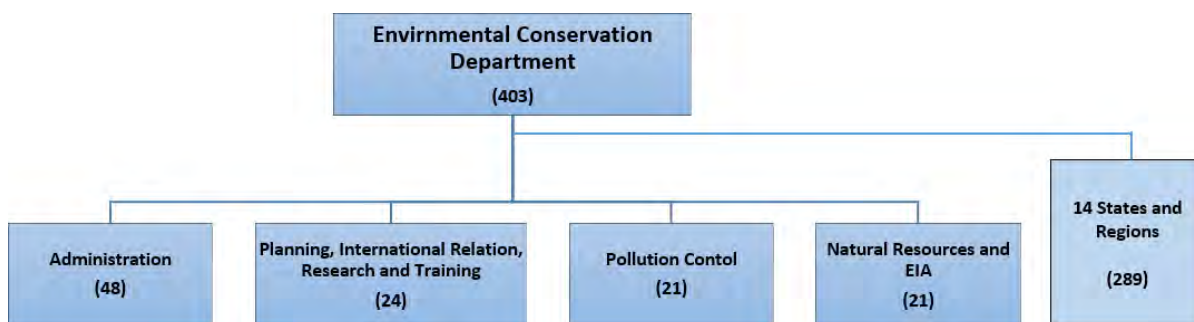 Envirnmental Conservation
Department
(403)
14 States and
Regions
(289)
Administration
(48)
Planning, International Relation,
Research and Training
(24)
Pollution Contol
(21)
Natural Resources and
EIA
(21)